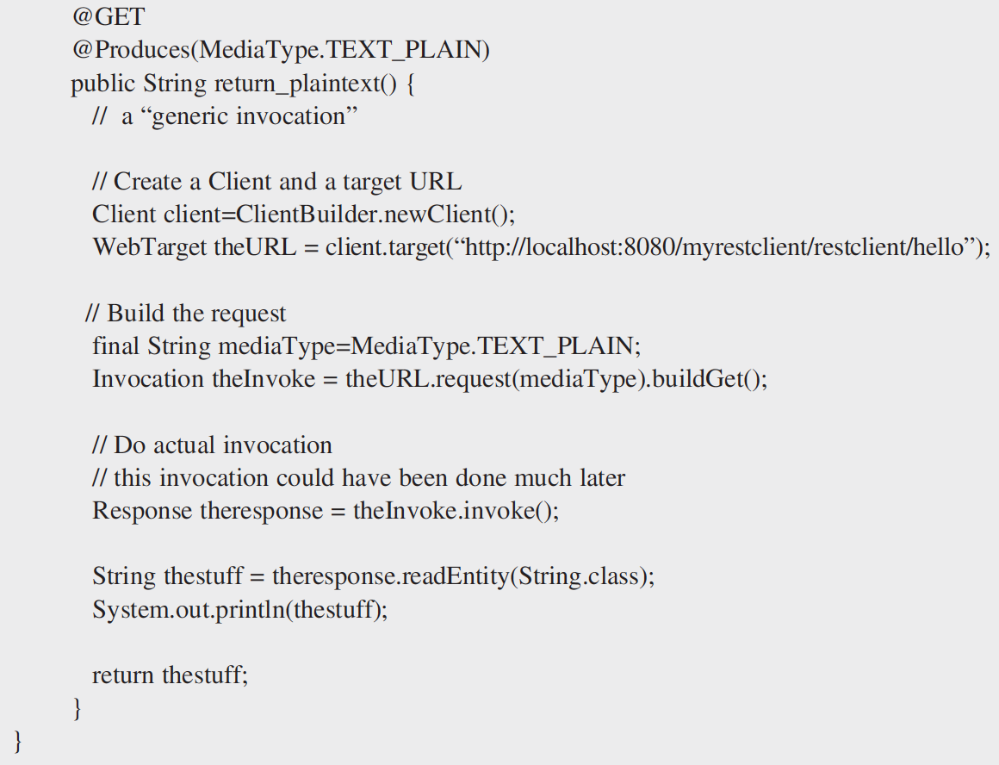 @GET
@Produces(MediaType.TEXT_PLAIN)
public String return_plaintext() {
//  a “generic invocation”
// Create a Client and a target URL
Client client=ClientBuilder.newClient();
WebTarget theURL = client.target(“http://localhost:8080/myrestclient/restclient/hello”);
// Build the request
final String mediaType=MediaType.TEXT_PLAIN;
Invocation theInvoke = theURL.request(mediaType).buildGet();
// Do actual invocation
// this invocation could have been done much later
Response theresponse = theInvoke.invoke();
String thestuff = theresponse.readEntity(String.class);
System.out.println(thestuff);
return thestuff;
}
}